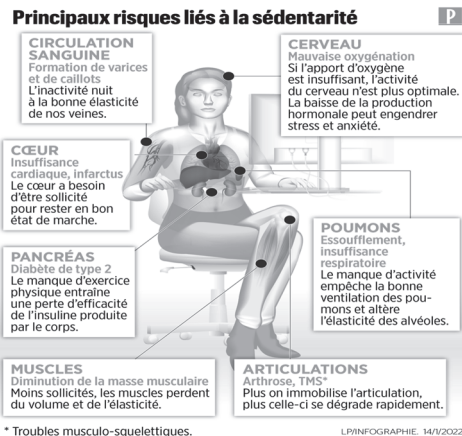 Principaux risques liés à la sédentarité
P
CIRCULATION
SANGUINE
Formation de varices
et de caillots
L'inactivité nuit
à la bonne élasticité
de nos veines.
CERVEAU
Mauvaise oxygénation
Si l'apport d'oxygène
est insuffisant, l'activité
du cerveau n'est plus optimale.
La baisse de la production
hormonale peut engendrer
stress et anxiété.
CŒUR
Insuffisance
cardiaque, infarctus
Le cœur a besoin
d'être sollicité
pour rester en bon
état de marche.
POUMONS
Essoufflement,
insuffisance
respiratoire
Le manque d'activité
empêche la bonne
ventilation des pou-
mons et altère
l'élasticité des alvéoles.
PANCRÉAS
Diabète de type 2
Le manque d'exercice
physique entraîne
une perte d'efficacité
de l'insuline produite
par le corps.
MUSCLES
Diminution de la masse musculaire
Moins sollicités, les muscles perdent
du volume et de l'élasticité.
ARTICULATIONS
Arthrose, TMS*
Plus on immobilise l'articulation,
plus celle-ci se dégrade rapidement.
* Troubles musculo-squelettiques.
LP/INFOGRAPHIE. 14/1/2022